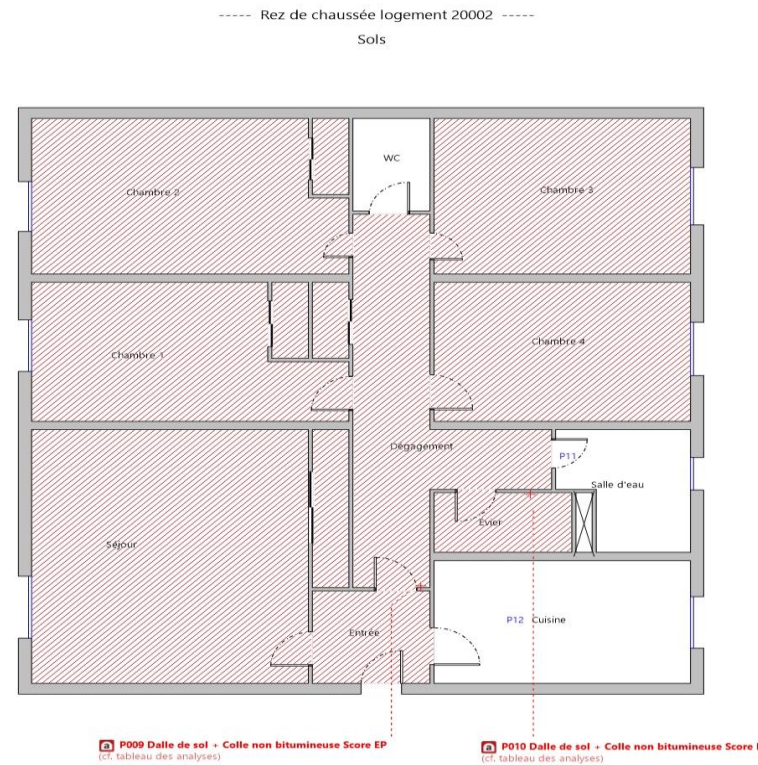 ----- Rez de chaussée logement 20002 -----
Sols
WC
Chambre 2
Chambre 3
Chambre 4
Chambre 1
Dégagement
P11
Salle d'eau
Evier
Séjour
P12 Cuisine
Entrée
a P009 Dalle de sol + Colle non bitumineuse Score EP
(cf. tableau des analyses)
a P010 Dalle de sol + Colle non bitumineuse Score
(cf. tableau des analyses)